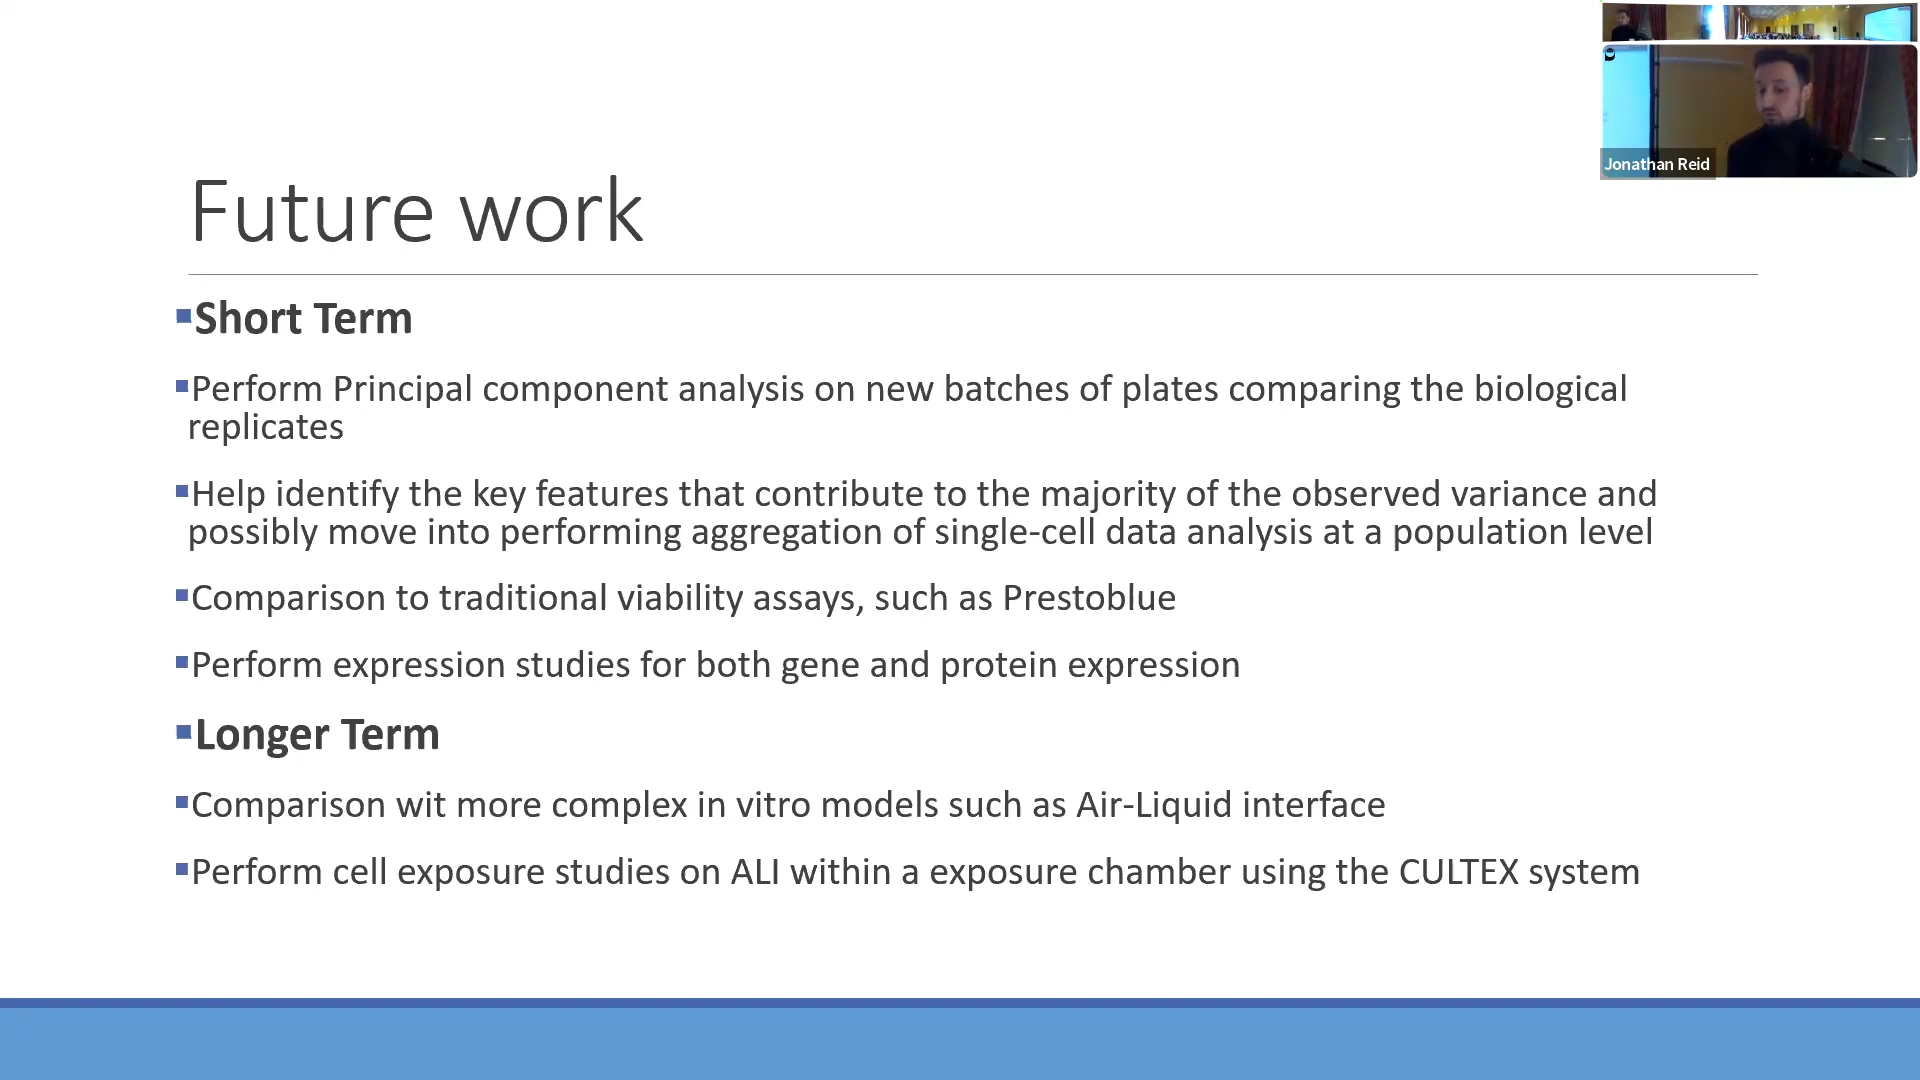 Jonathan Reid
Future work
▪Short Term
▪Perform Principal component analysis on new batches of plates comparing the biological
replicates
▪Help identify the key features that contribute to the majority of the observed variance and
possibly move into performing aggregation of single-cell data analysis at a population level
▪Comparison to traditional viability assays, such as Prestoblue
▪Perform expression studies for both gene and protein expression
▪Longer Term
▪Comparison wit more complex in vitro models such as Air-Liquid interface
▪Perform cell exposure studies on ALI within a exposure chamber using the CULTEX system